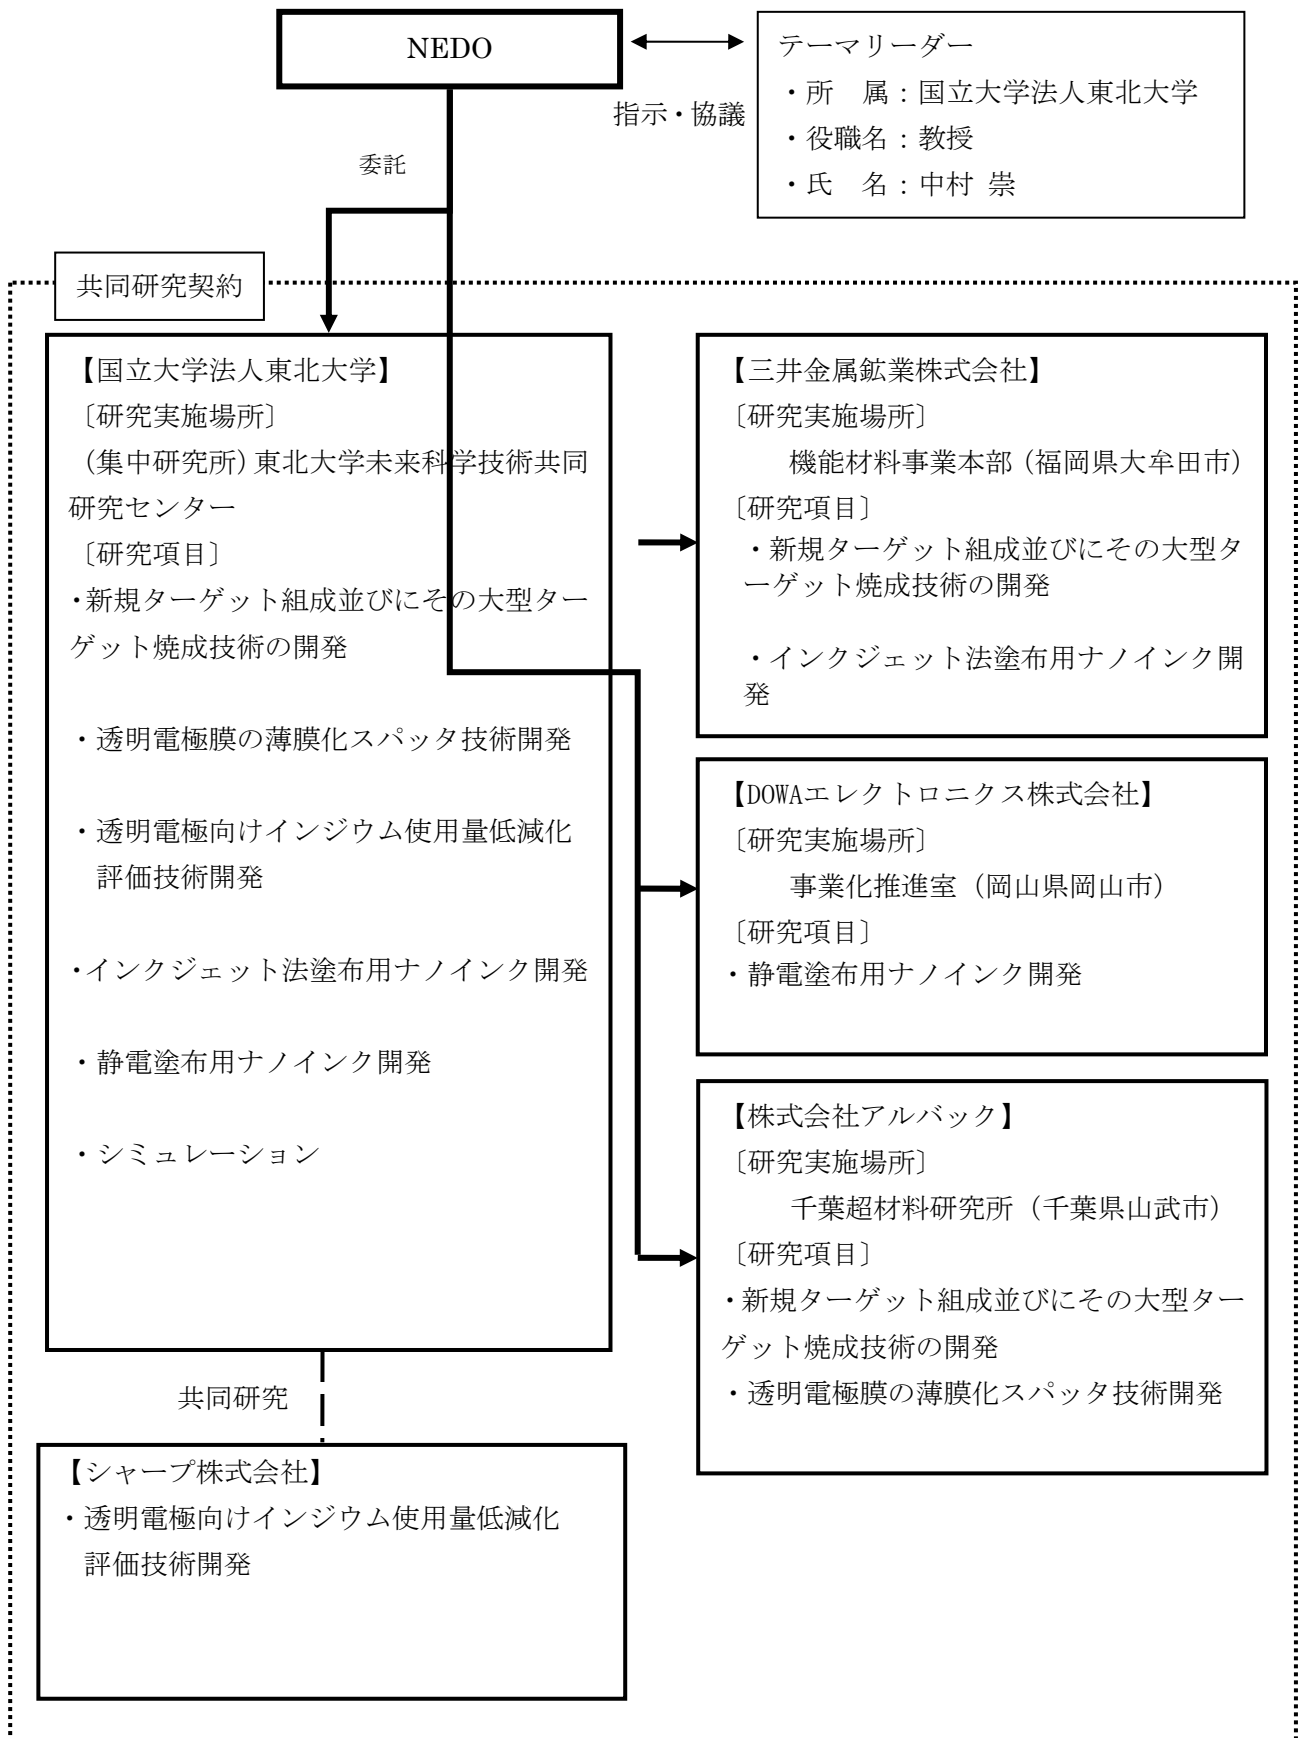 NEDO
テーマリーダー
・所　属：国立大学法人東北大学
・役職名：教授
・氏　名：中村 崇
指示・協議
委託
共同研究契約
【国立大学法人東北大学】
〔研究実施場所〕
（集中研究所）東北大学未来科学技術共同
研究センター
〔研究項目〕
・新規ターゲット組成並びにその大型ター
ゲット焼成技術の開発
・透明電極膜の薄膜化スパッタ技術開発
・透明電極向けインジウム使用量低減化
評価技術開発
・インクジェット法塗布用ナノインク開発
・静電塗布用ナノインク開発
・シミュレーション
【三井金属鉱業株式会社】
〔研究実施場所〕
機能材料事業本部（福岡県大牟田市）
〔研究項目〕
・新規ターゲット組成並びにその大型タ
ーゲット焼成技術の開発
・インクジェット法塗布用ナノインク開
発
【DOWAエレクトロニクス株式会社】
〔研究実施場所〕
事業化推進室（岡山県岡山市）
〔研究項目〕
・静電塗布用ナノインク開発
【株式会社アルバック】
〔研究実施場所〕
千葉超材料研究所（千葉県山武市）
〔研究項目〕
・新規ターゲット組成並びにその大型ター
ゲット焼成技術の開発
・透明電極膜の薄膜化スパッタ技術開発
共同研究
【シャープ株式会社】
・透明電極向けインジウム使用量低減化
評価技術開発